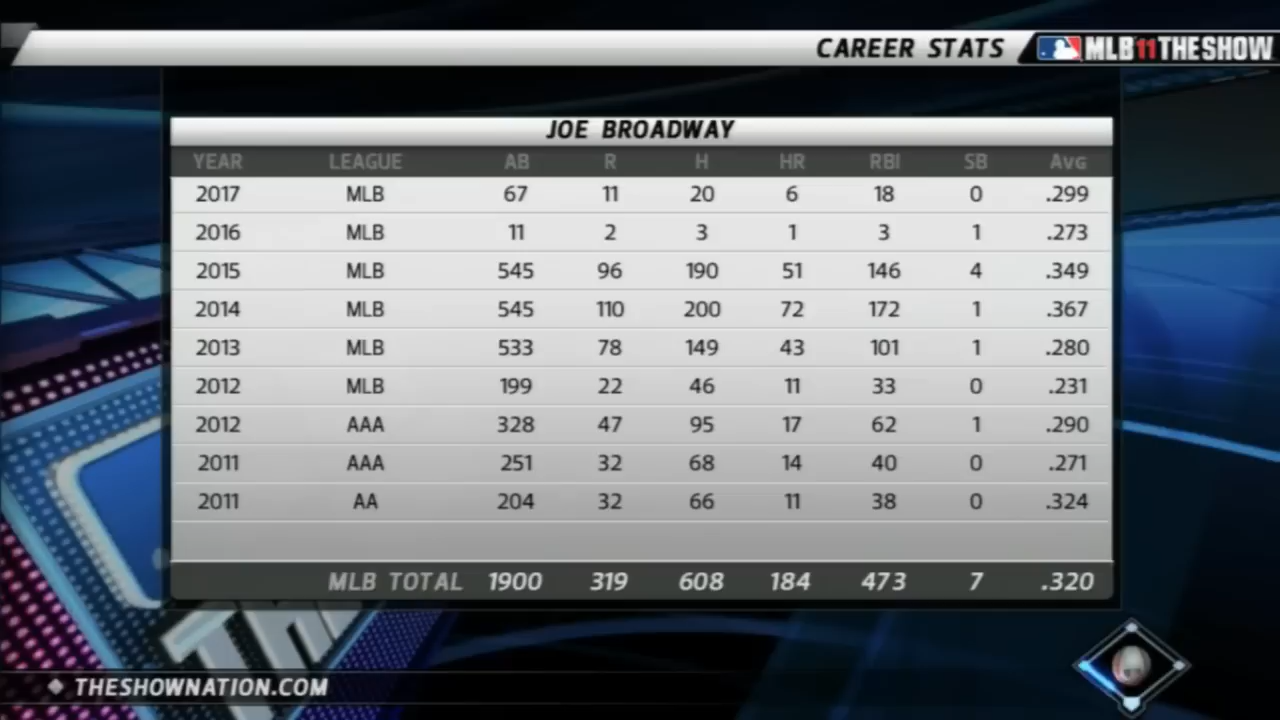 CAREER STATS MLB 11 THE SHOW
JOE BROADWAY
YEAR LEAGUE AB R H HR RBI SB Avg
2017 MLB 67 11 20 6 18 0 .299
2016 MLB 11 2 3 1 3 1 .273
2015 MLB 545 96 190 51 146 4 .349
2014 MLB 545 110 200 72 172 1 .367
2013 MLB 533 78 149 43 101 1 .280
2012 MLB 199 22 46 11 33 0 .231
2012 AAA 328 47 95 17 62 1 .290
2011 AAA 251 32 68 14 40 0 .271
2011 AA 204 32 66 11 38 0 .324
MLB TOTAL 1900 319 608 184 473 7 .320
THE
THESHOWNATION.COM